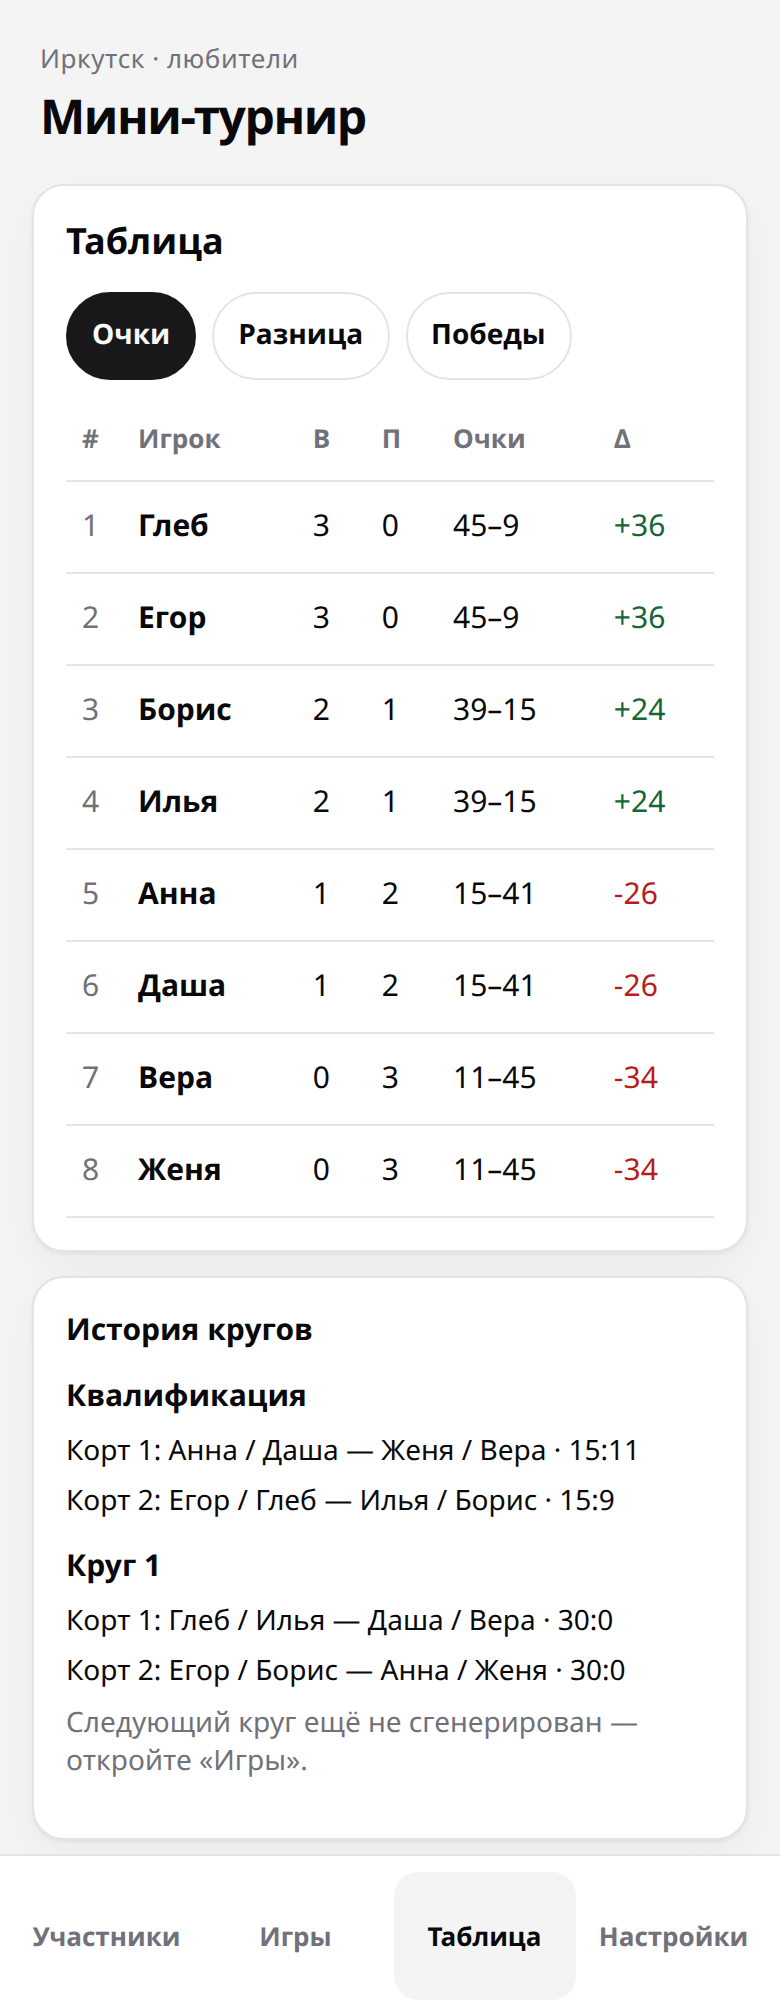 Иркутск · любители
Мини-турнир
Таблица
Очки Разница Победы
# Игрок В П Очки Δ
1 Глеб 3 0 45–9 +36
2 Егор 3 0 45–9 +36
3 Борис 2 1 39–15 +24
4 Илья 2 1 39–15 +24
5 Анна 1 2 15–41 -26
6 Даша 1 2 15–41 -26
7 Вера 0 3 11–45 -34
8 Женя 0 3 11–45 -34
История кругов
Квалификация
Корт 1: Анна / Даша — Женя / Вера · 15:11
Корт 2: Егор / Глеб — Илья / Борис · 15:9
Круг 1
Корт 1: Глеб / Илья — Даша / Вера · 30:0
Корт 2: Егор / Борис — Анна / Женя · 30:0
Следующий круг ещё не сгенерирован —
откройте «Игры».
Участники Игры Таблица Настройки